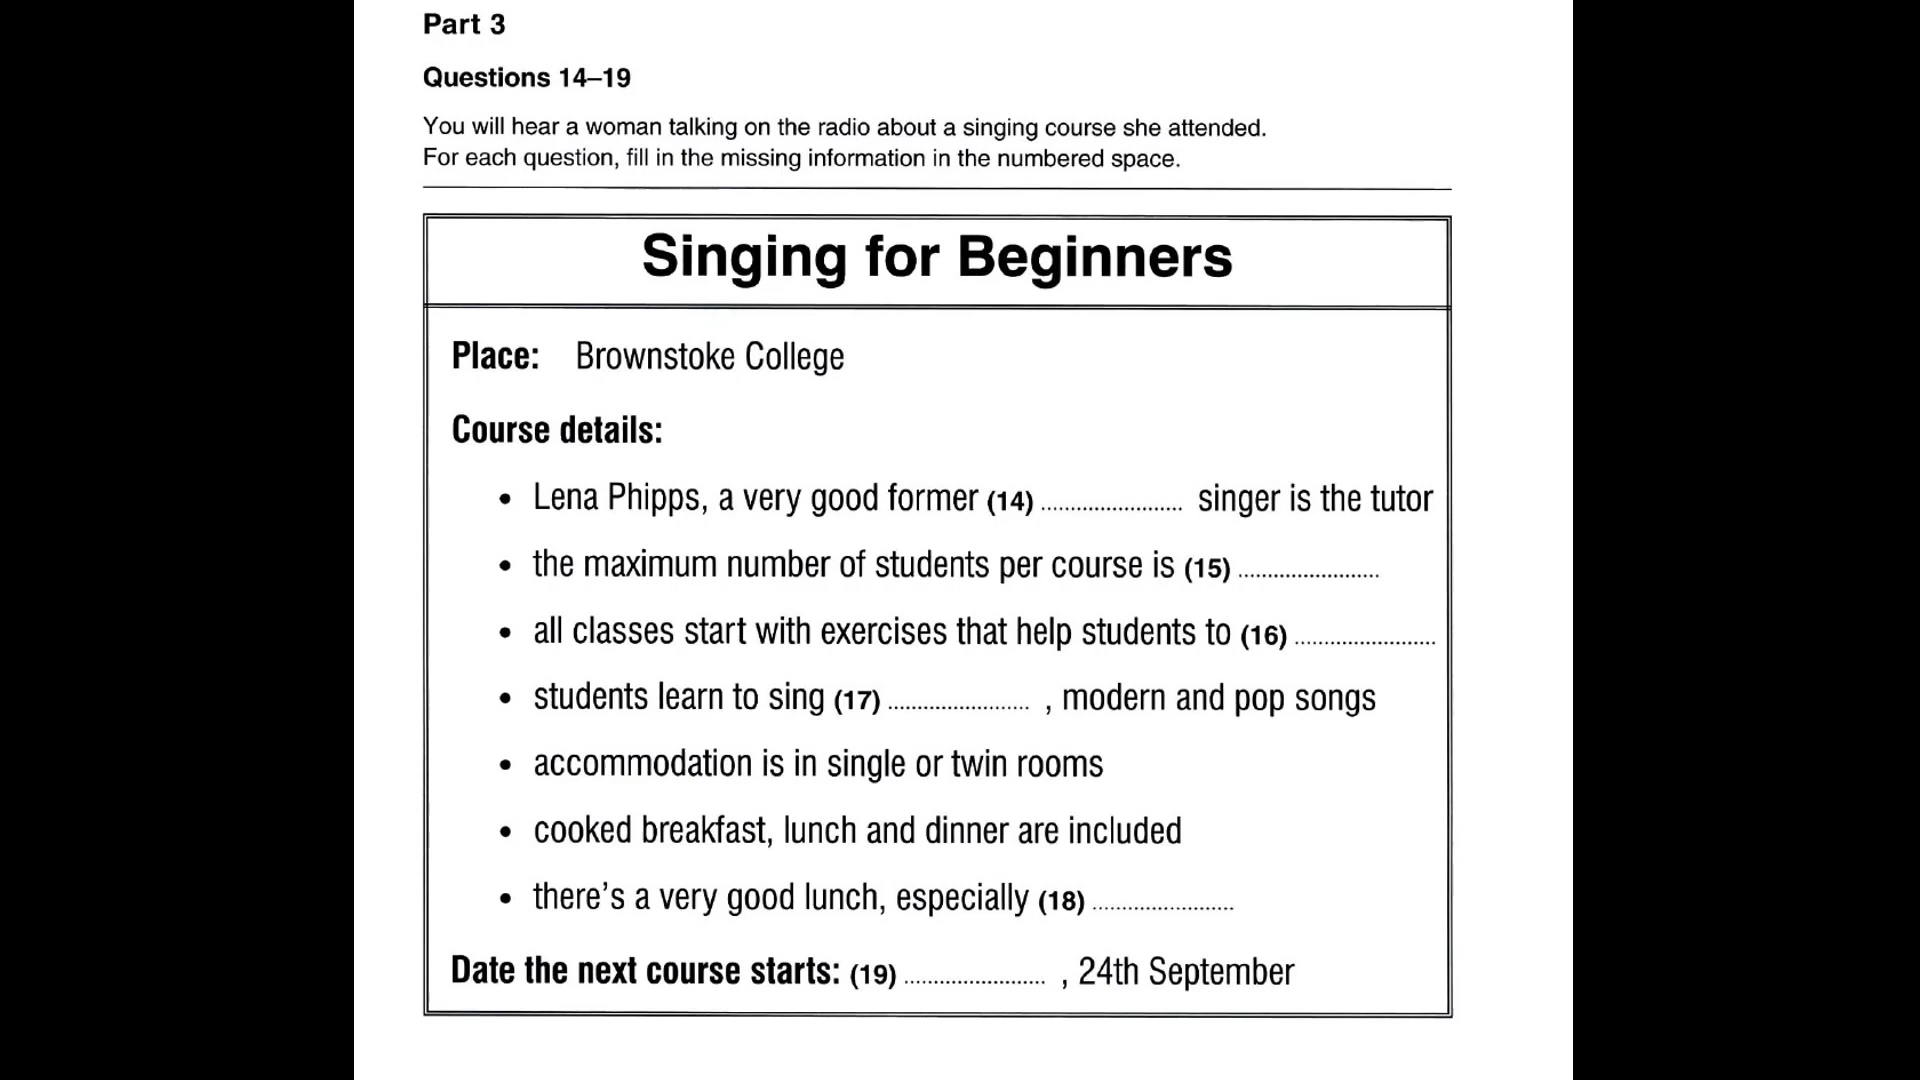 Part 3
Questions 14–19
You will hear a woman talking on the radio about a singing course she attended.
For each question, fill in the missing information in the numbered space.
Singing for Beginners
Place: Brownstoke College
Course details:
• Lena Phipps, a very good former (14) ........................ singer is the tutor
• the maximum number of students per course is (15) ........................
• all classes start with exercises that help students to (16) ........................
• students learn to sing (17) ........................ , modern and pop songs
• accommodation is in single or twin rooms
• cooked breakfast, lunch and dinner are included
• there's a very good lunch, especially (18) ........................
Date the next course starts: (19) ........................ , 24th September